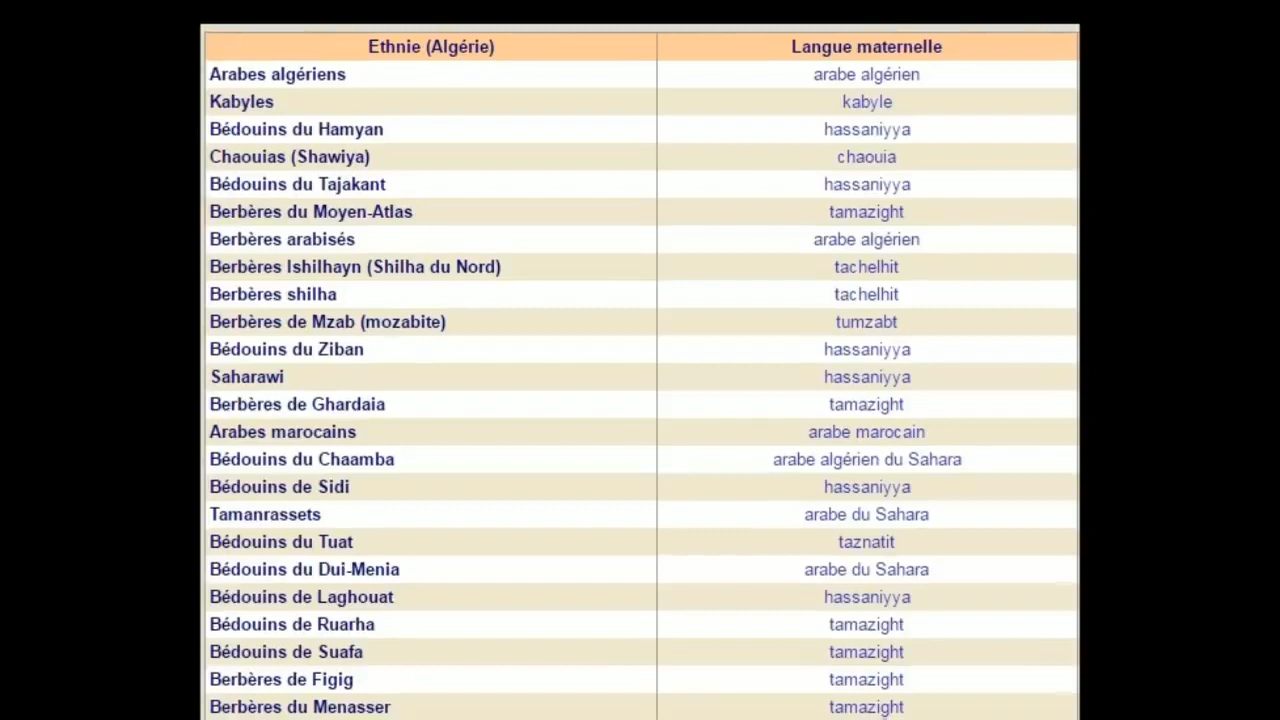 Ethnie (Algérie) Langue maternelle
Arabes algériens arabe algérien
Kabyles kabyle
Bédouins du Hamyan hassaniyya
Chaouias (Shawiya) chaouia
Bédouins du Tajakant hassaniyya
Berbères du Moyen-Atlas tamazight
Berbères arabisés arabe algérien
Berbères Ishilhayn (Shilha du Nord) tachelhit
Berbères shilha tachelhit
Berbères de Mzab (mozabite) tumzabt
Bédouins du Ziban hassaniyya
Saharawi hassaniyya
Berbères de Ghardaia tamazight
Arabes marocains arabe marocain
Bédouins du Chaamba arabe algérien du Sahara
Bédouins de Sidi hassaniyya
Tamanrassets arabe du Sahara
Bédouins du Tuat taznatit
Bédouins du Dui-Menia arabe du Sahara
Bédouins de Laghouat hassaniyya
Bédouins de Ruarha tamazight
Bédouins de Suafa tamazight
Berbères de Figig tamazight
Berbères du Menasser tamazight